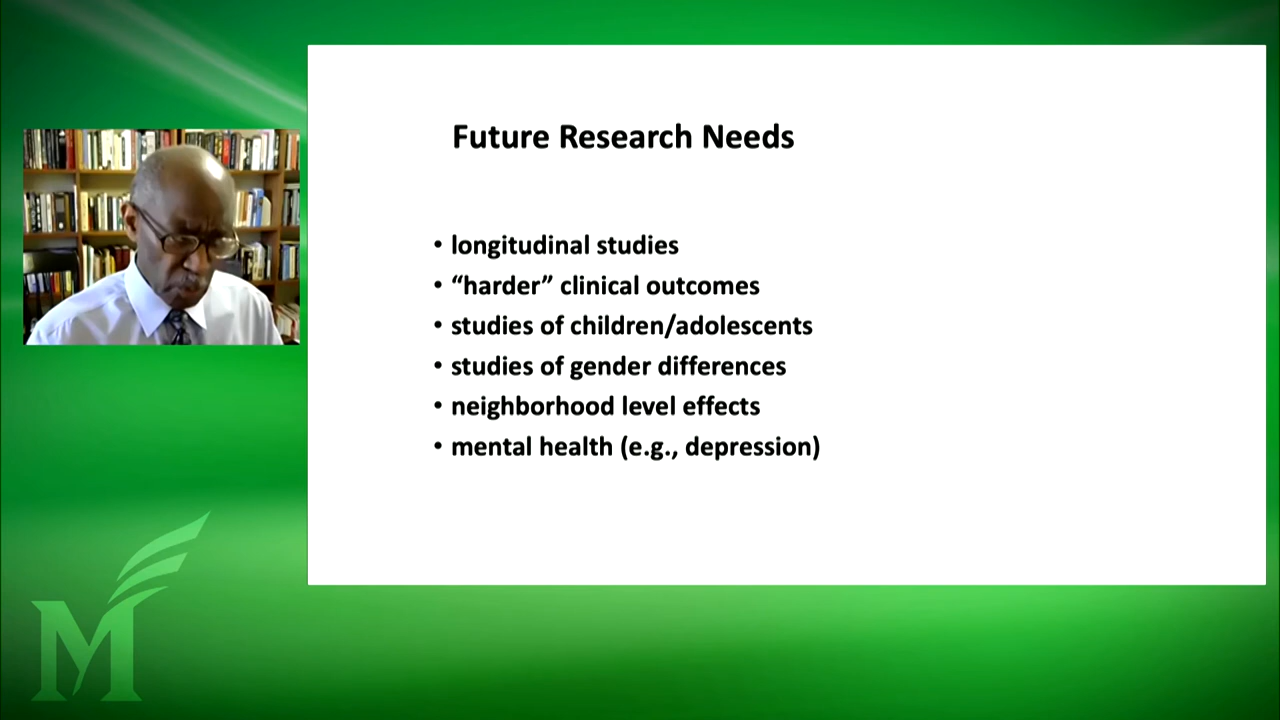 Future Research Needs
• longitudinal studies
• “harder” clinical outcomes
• studies of children/adolescents
• studies of gender differences
• neighborhood level effects
• mental health (e.g., depression)
M